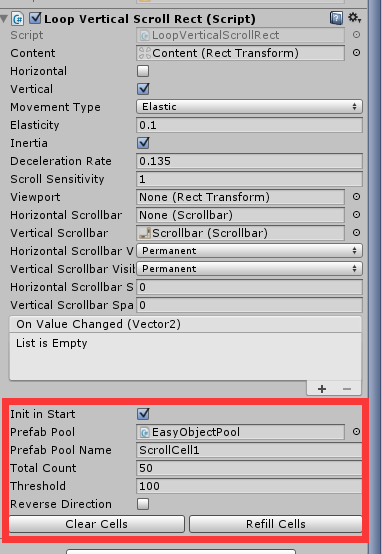 Loop Vertical Scroll Rect (Script)
Script LoopVerticalScrollRect
Content Content (Rect Transform)
Horizontal
Vertical
Movement Type Elastic
Elasticity 0.1
Inertia
Deceleration Rate 0.135
Scroll Sensitivity 1
Viewport None (Rect Transform)
Horizontal Scrollbar None (Scrollbar)
Vertical Scrollbar Scrollbar (Scrollbar)
Horizontal Scrollbar V Permanent
Vertical Scrollbar Visil Permanent
Horizontal Scrollbar S 0
Vertical Scrollbar Spa 0
On Value Changed (Vector2)
List is Empty
Init in Start
Prefab Pool EasyObjectPool
Prefab Pool Name ScrollCell1
Total Count 50
Threshold 100
Reverse Direction
Clear Cells Refill Cells